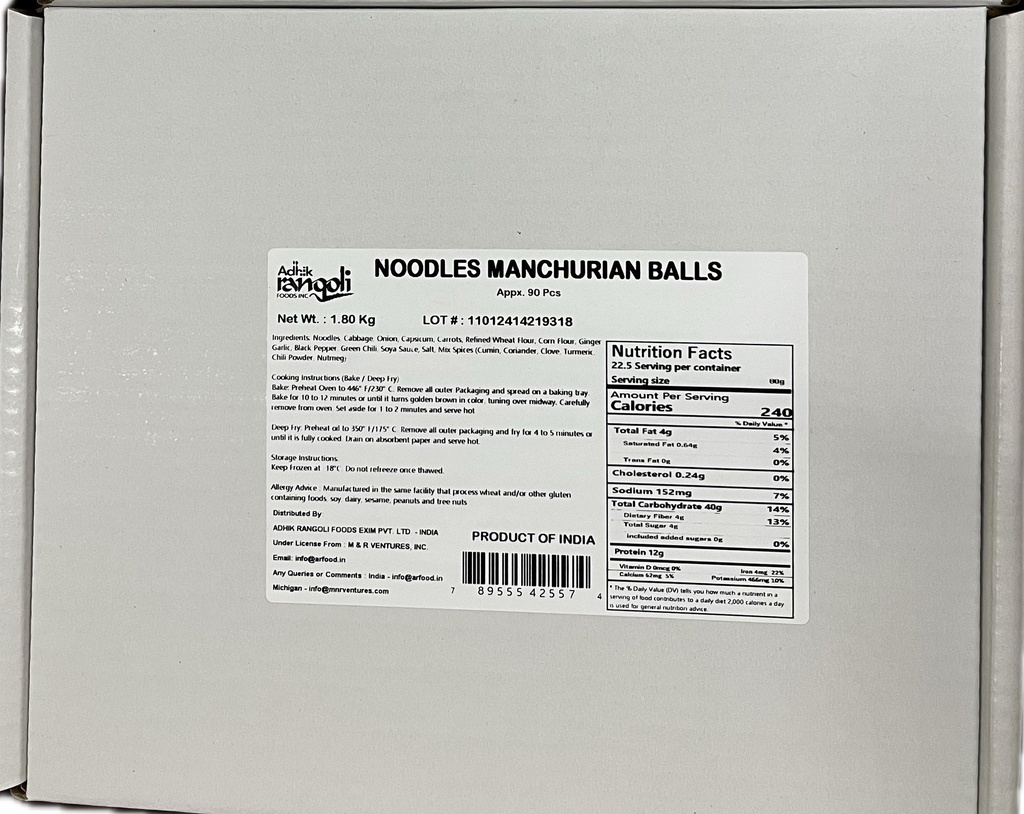 Adhik
rangoli
FOODS INC
NOODLES MANCHURIAN BALLS
Appx. 90 Pcs
Net Wt. : 1.80 Kg
LOT # : 11012414219318
Ingredients: Noodles, Cabbage, Onion, Capsicum, Carrots, Refined Wheat Flour, Corn Flour, Ginger
Garlic, Black Pepper, Green Chili, Soya Sauce, Salt, Mix Spices (Cumin, Coriander, Clove, Turmeric,
Chili Powder, Nutmeg)
Cooking Instructions (Bake / Deep Fry)
Bake: Preheat Oven to 446° F/230° C. Remove all outer Packaging and spread on a baking tray.
Bake for 10 to 12 minutes or until it turns golden brown in color, tuning over midway. Carefully
remove from oven. Set aside for 1 to 2 minutes and serve hot
Deep Fry: Preheat oil to 350° F/175° C. Remove all outer packaging and fry for 4 to 5 minutes or
until it is fully cooked. Drain on absorbent paper and serve hot.
Storage Instructions
Keep Frozen at -18°C. Do not refreeze once thawed.
Allergy Advice : Manufactured in the same facility that process wheat and/or other gluten
containing foods, soy, dairy, sesame, peanuts and tree nuts
Distributed By:
ADHIK RANGOLI FOODS EXIM PVT. LTD - INDIA
Under License From : M & R VENTURES, INC.
Email: info@arfood.in
Any Queries or Comments : India - info@arfood.in
Michigan - info@mnrventures.com
PRODUCT OF INDIA
7 89555 42557 4
Nutrition Facts
22.5 Serving per container
Serving size 80g
Amount Per Serving
Calories 240
% Daily Value *
Total Fat 4g 5%
Saturated Fat 0.64g 4%
Trans Fat 0g 0%
Cholesterol 0.24g 0%
Sodium 152mg 7%
Total Carbohydrate 40g 14%
Dietary Fiber 4g 13%
Total Sugar 4g
Included added sugars 0g 0%
Protein 12g
Vitamin D 0mcg 0% Iron 4mg 22%
Calcium 62mg 5% Potassium 466mg 10%
* The % Daily Value (DV) tells you how much a nutrient in a
serving of food contributes to a daily diet 2,000 calories a day
is used for general nutrition advice.